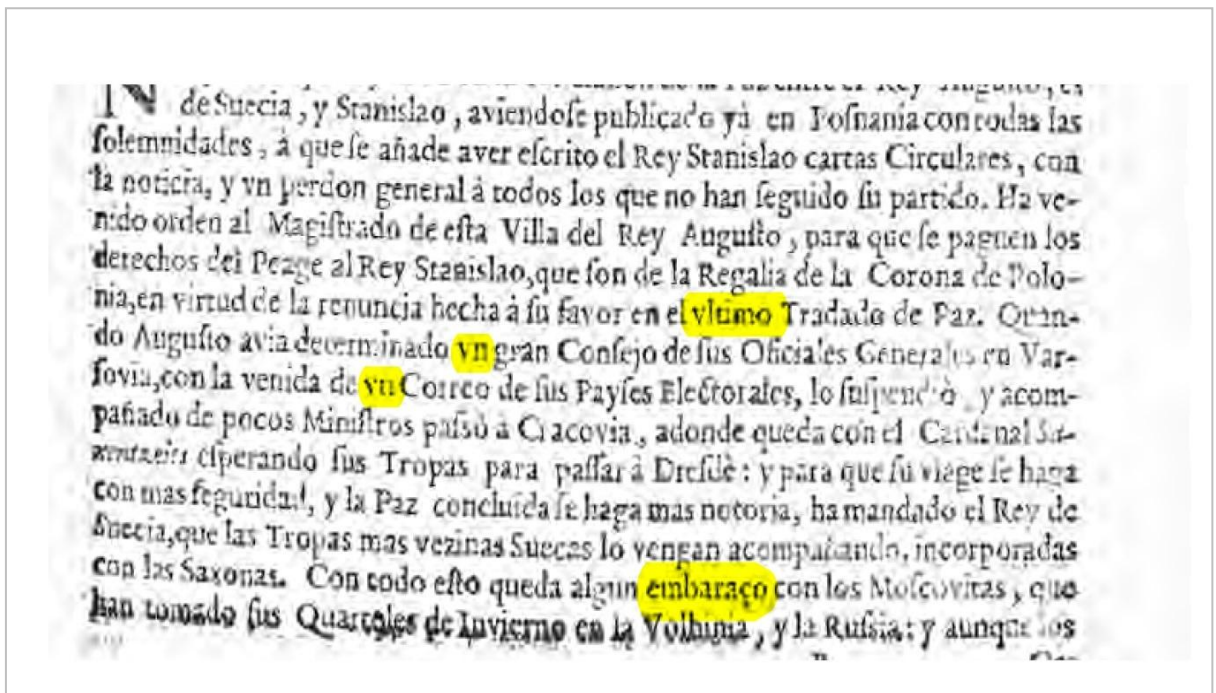 N
de Suecia, y Stanislao, aviendoſe publicado yà en Poſnania con todas las
ſolemnidades, à que ſe añade aver eſcrito el Rey Stanislao cartas Circulares, con
la noticia, y vn perdon general à todos los que no han ſeguido ſu partido. Ha ve-
nido orden al Magiſtrado de eſta Villa del Rey Auguſto, para que ſe paguen los
derechos del Peage al Rey Stanislao, que ſon de la Regalia de la Corona de Polo-
nia, en virtud de la renuncia hecha à ſu favor en el vltimo Tradado de Paz. Quan-
do Auguſto avia determinado vn gran Conſejo de ſus Oficiales Generales en Var-
ſovia, con la venida de vn Correo de ſus Payſes Electorales, lo ſuſpendiò, y acom-
pañado de pocos Miniſtros paſsò à Cracovia, adonde queda con el Cardenal
eſperando ſus Tropas para paſſar à Dreſde: y para que ſu viage ſe haga
con mas ſeguridad, y la Paz concluida ſe haga mas notoria, ha mandado el Rey de
Suecia, que las Tropas mas vezinas Suecas lo vengan acompañando, incorporadas
con las Saxonas. Con todo eſto queda algun embaraço con los Moſcovitas, que
han tomado ſus Quarteles de Invierno en la Volhinia, y la Ruſsia: y aunque los